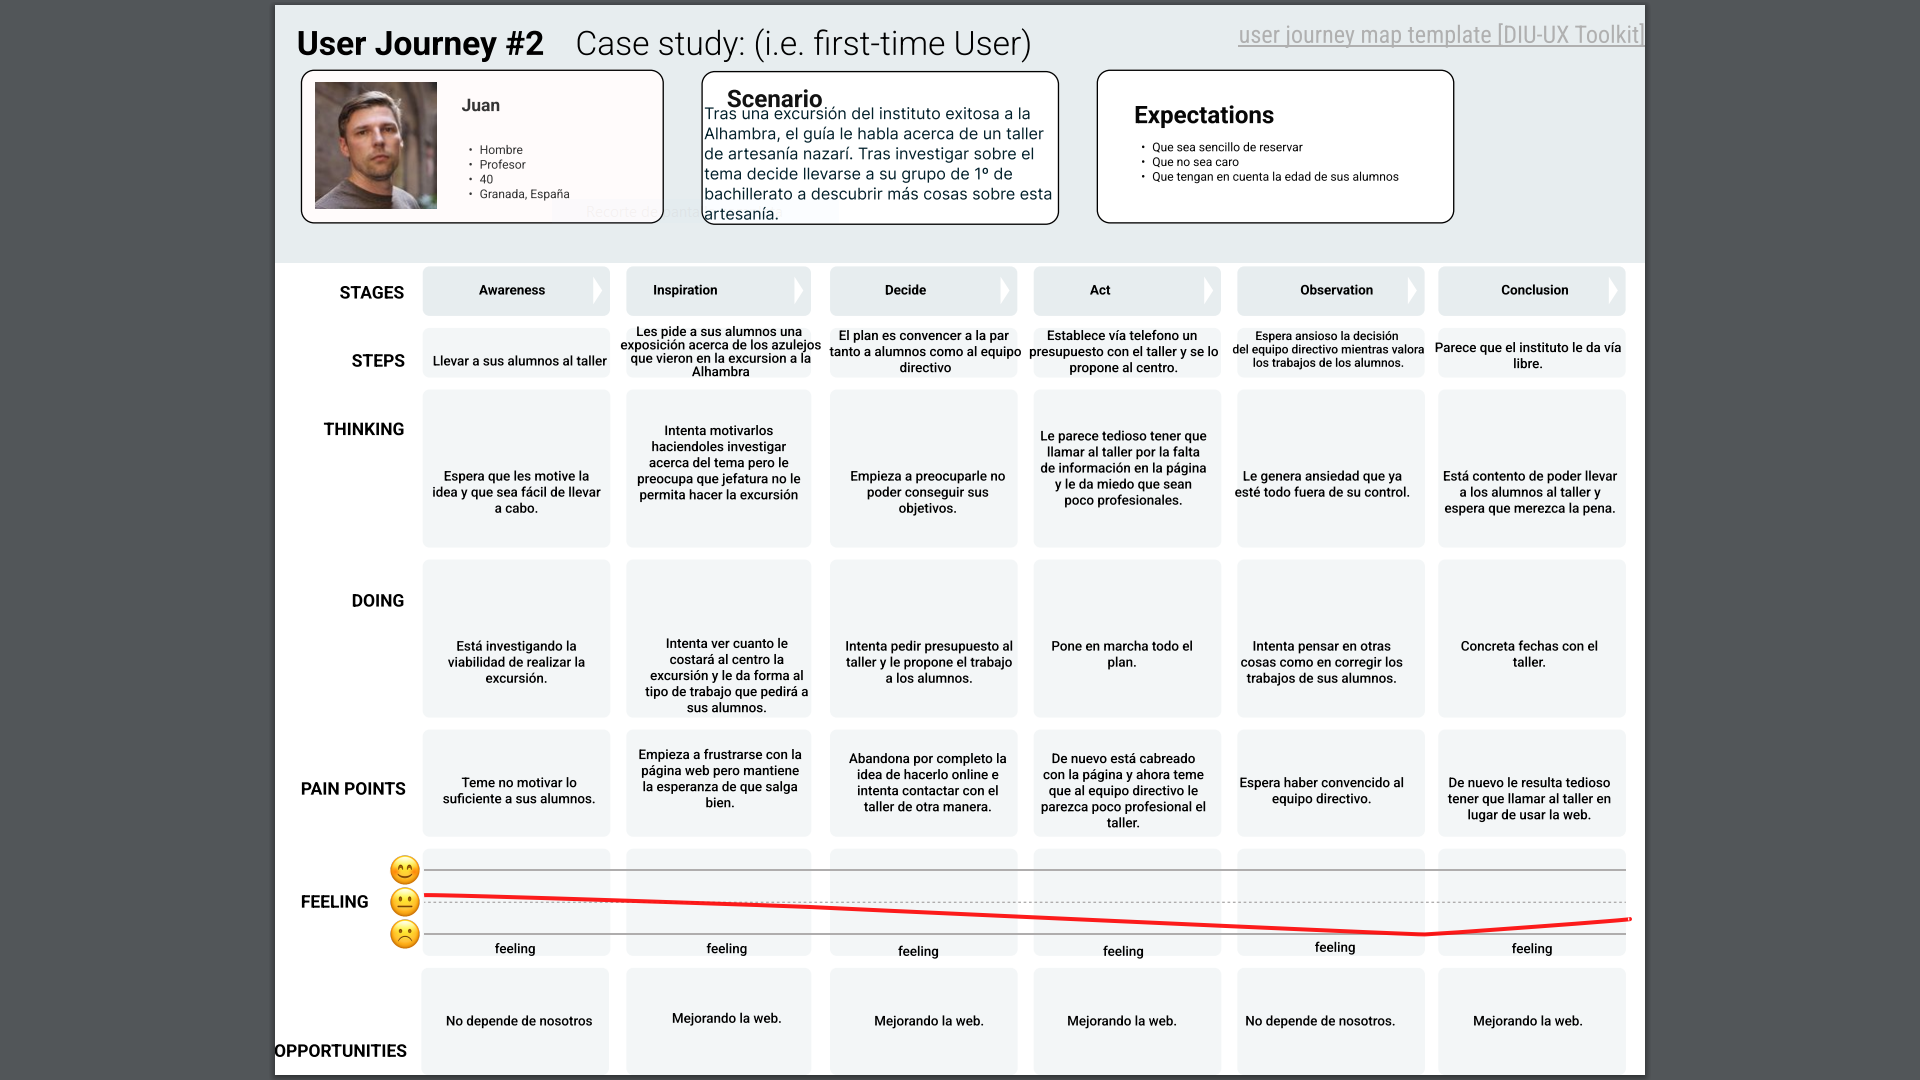 User Journey #2 Case study: (i.e. first-time User)
user journey map template [DIU-UX Toolkit]
Juan
• Hombre
• Profesor
• 40
• Granada, España
Scenario
Tras una excursión del instituto exitosa a la
Alhambra, el guía le habla acerca de un taller
de artesanía nazarí. Tras investigar sobre el
tema decide llevarse a su grupo de 1º de
bachillerato a descubrir más cosas sobre esta
artesanía.
Expectations
• Que sea sencillo de reservar
• Que no sea caro
• Que tengan en cuenta la edad de sus alumnos
STAGES
Awareness
Inspiration
Decide
Act
Observation
Conclusion
STEPS
Llevar a sus alumnos al taller
Les pide a sus alumnos una
exposición acerca de los azulejos
que vieron en la excursion a la
Alhambra
El plan es convencer a la par
tanto a alumnos como al equipo
directivo
Establece vía telefono un
presupuesto con el taller y se lo
propone al centro.
Espera ansioso la decisión
del equipo directivo mientras valora
los trabajos de los alumnos.
Parece que el instituto le da vía
libre.
THINKING
Espera que les motive la
idea y que sea fácil de llevar
a cabo.
Intenta motivarlos
haciendoles investigar
acerca del tema pero le
preocupa que jefatura no le
permita hacer la excursión
Empieza a preocuparle no
poder conseguir sus
objetivos.
Le parece tedioso tener que
llamar al taller por la falta
de información en la página
y le da miedo que sean
poco profesionales.
Le genera ansiedad que ya
esté todo fuera de su control.
Está contento de poder llevar
a los alumnos al taller y
espera que merezca la pena.
DOING
Está investigando la
viabilidad de realizar la
excursión.
Intenta ver cuanto le
costará al centro la
excursión y le da forma al
tipo de trabajo que pedirá a
sus alumnos.
Intenta pedir presupuesto al
taller y le propone el trabajo
a los alumnos.
Pone en marcha todo el
plan.
Intenta pensar en otras
cosas como en corregir los
trabajos de sus alumnos.
Concreta fechas con el
taller.
PAIN POINTS
Teme no motivar lo
suficiente a sus alumnos.
Empieza a frustrarse con la
página web pero mantiene
la esperanza de que salga
bien.
Abandona por completo la
idea de hacerlo online e
intenta contactar con el
taller de otra manera.
De nuevo está cabreado
con la página y ahora teme
que al equipo directivo le
parezca poco profesional el
taller.
Espera haber convencido al
equipo directivo.
De nuevo le resulta tedioso
tener que llamar al taller en
lugar de usar la web.
FEELING
feeling
feeling
feeling
feeling
feeling
feeling
OPPORTUNITIES
No depende de nosotros
Mejorando la web.
Mejorando la web.
Mejorando la web.
No depende de nosotros.
Mejorando la web.